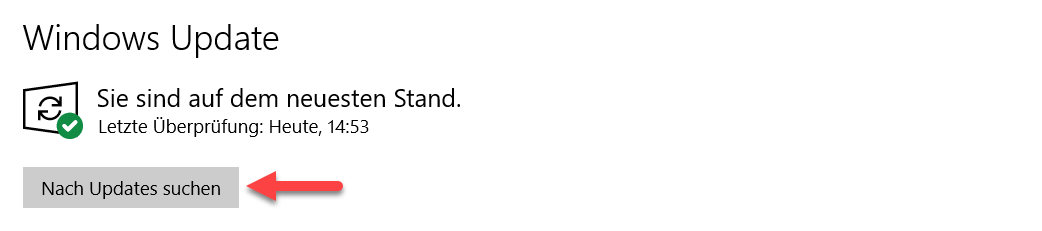 Windows Update
Sie sind auf dem neuesten Stand.
Letzte Überprüfung: Heute, 14:53
Nach Updates suchen